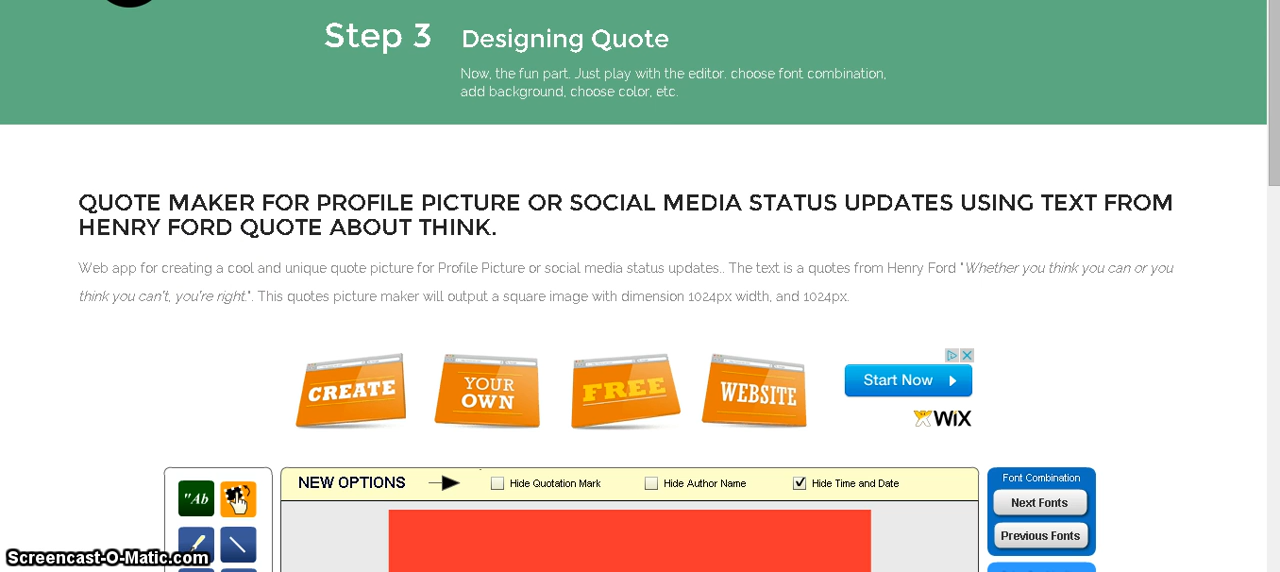 Step 3 Designing Quote
Now, the fun part. Just play with the editor. choose font combination,
add background, choose color, etc.
QUOTE MAKER FOR PROFILE PICTURE OR SOCIAL MEDIA STATUS UPDATES USING TEXT FROM
HENRY FORD QUOTE ABOUT THINK.
Web app for creating a cool and unique quote picture for Profile Picture or social media status updates.. The text is a quotes from Henry Ford "Whether you think you can or you
think you can't, you're right.". This quotes picture maker will output a square image with dimension 1024px width, and 1024px.
CREATE YOUR OWN FREE WEBSITE
Start Now
WiX
NEW OPTIONS Hide Quotation Mark Hide Author Name Hide Time and Date
Font Combination
"Ab
Next Fonts
Previous Fonts
Screencast-O-Matic.com